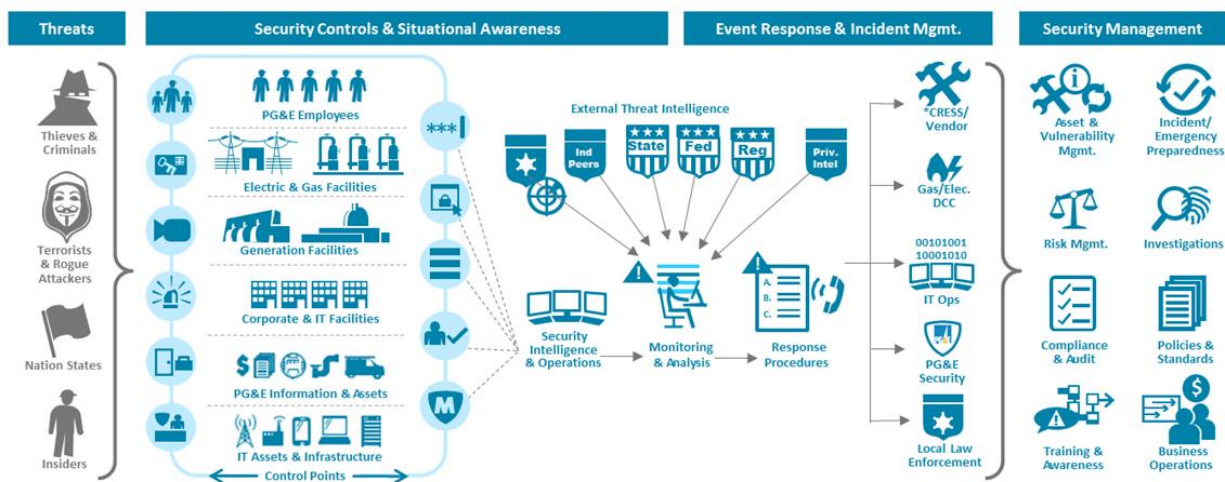 Threats
Security Controls & Situational Awareness
Event Response & Incident Mgmt.
Security Management
Thieves &
Criminals
Terrorists
& Rogue
Attackers
Nation States
Insiders
PG&E Employees
Electric & Gas Facilities
Generation Facilities
Corporate & IT Facilities
$
PG&E Information & Assets
IT Assets & Infrastructure
Control Points
***|
M
Security
Intelligence
& Operations
External Threat Intelligence
Ind
Peers
State
Fed
Reg
Priv.
Intel
!
Monitoring
& Analysis
!
A.
B.
C.
Response
Procedures
*CRESS/
Vendor
Gas/Elec.
DCC
00101001
10001010
IT Ops
PG&E
Security
Local Law
Enforcement
i
Asset &
Vulnerability
Mgmt.
Incident/
Emergency
Preparedness
Risk Mgmt.
Investigations
Compliance
& Audit
Policies &
Standards
!
Training &
Awareness
$
Business
Operations